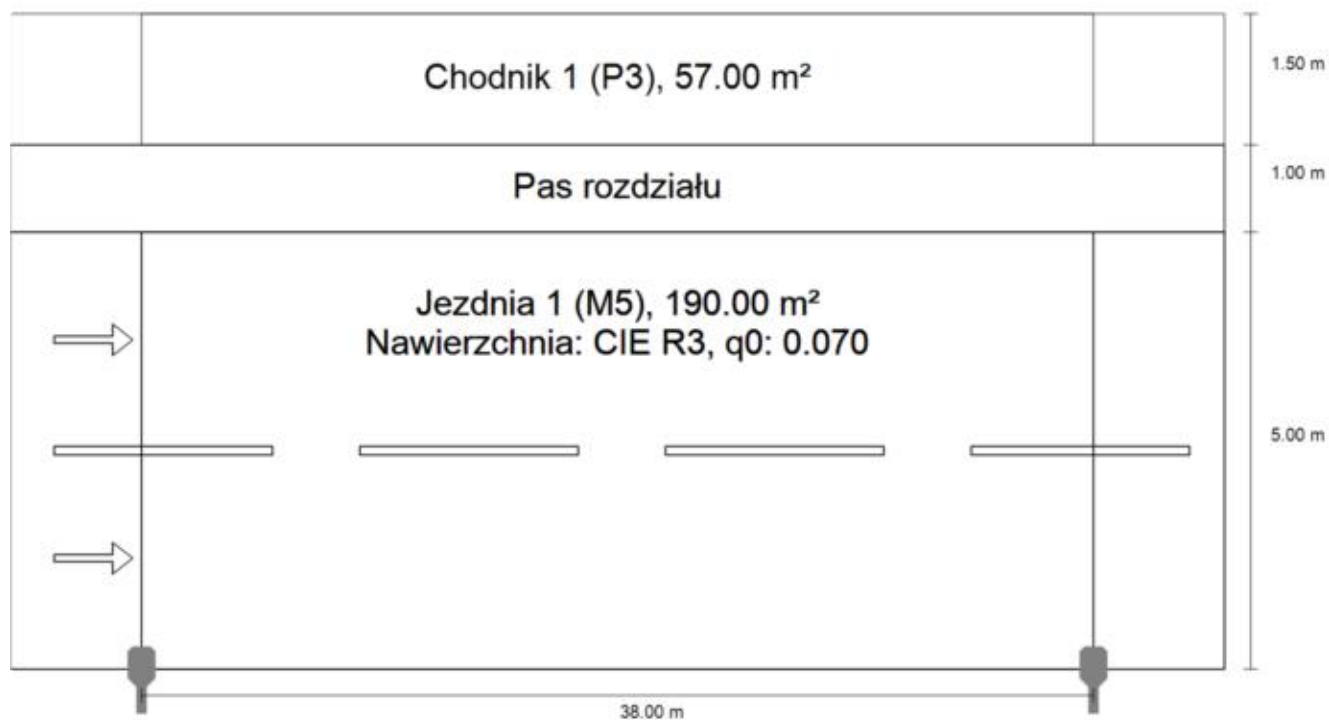 Chodnik 1 (P3), 57.00 m²
1.50 m
Pas rozdziału
1.00 m
Jezdnia 1 (M5), 190.00 m²
Nawierzchnia: CIE R3, q0: 0.070
5.00 m
38.00 m